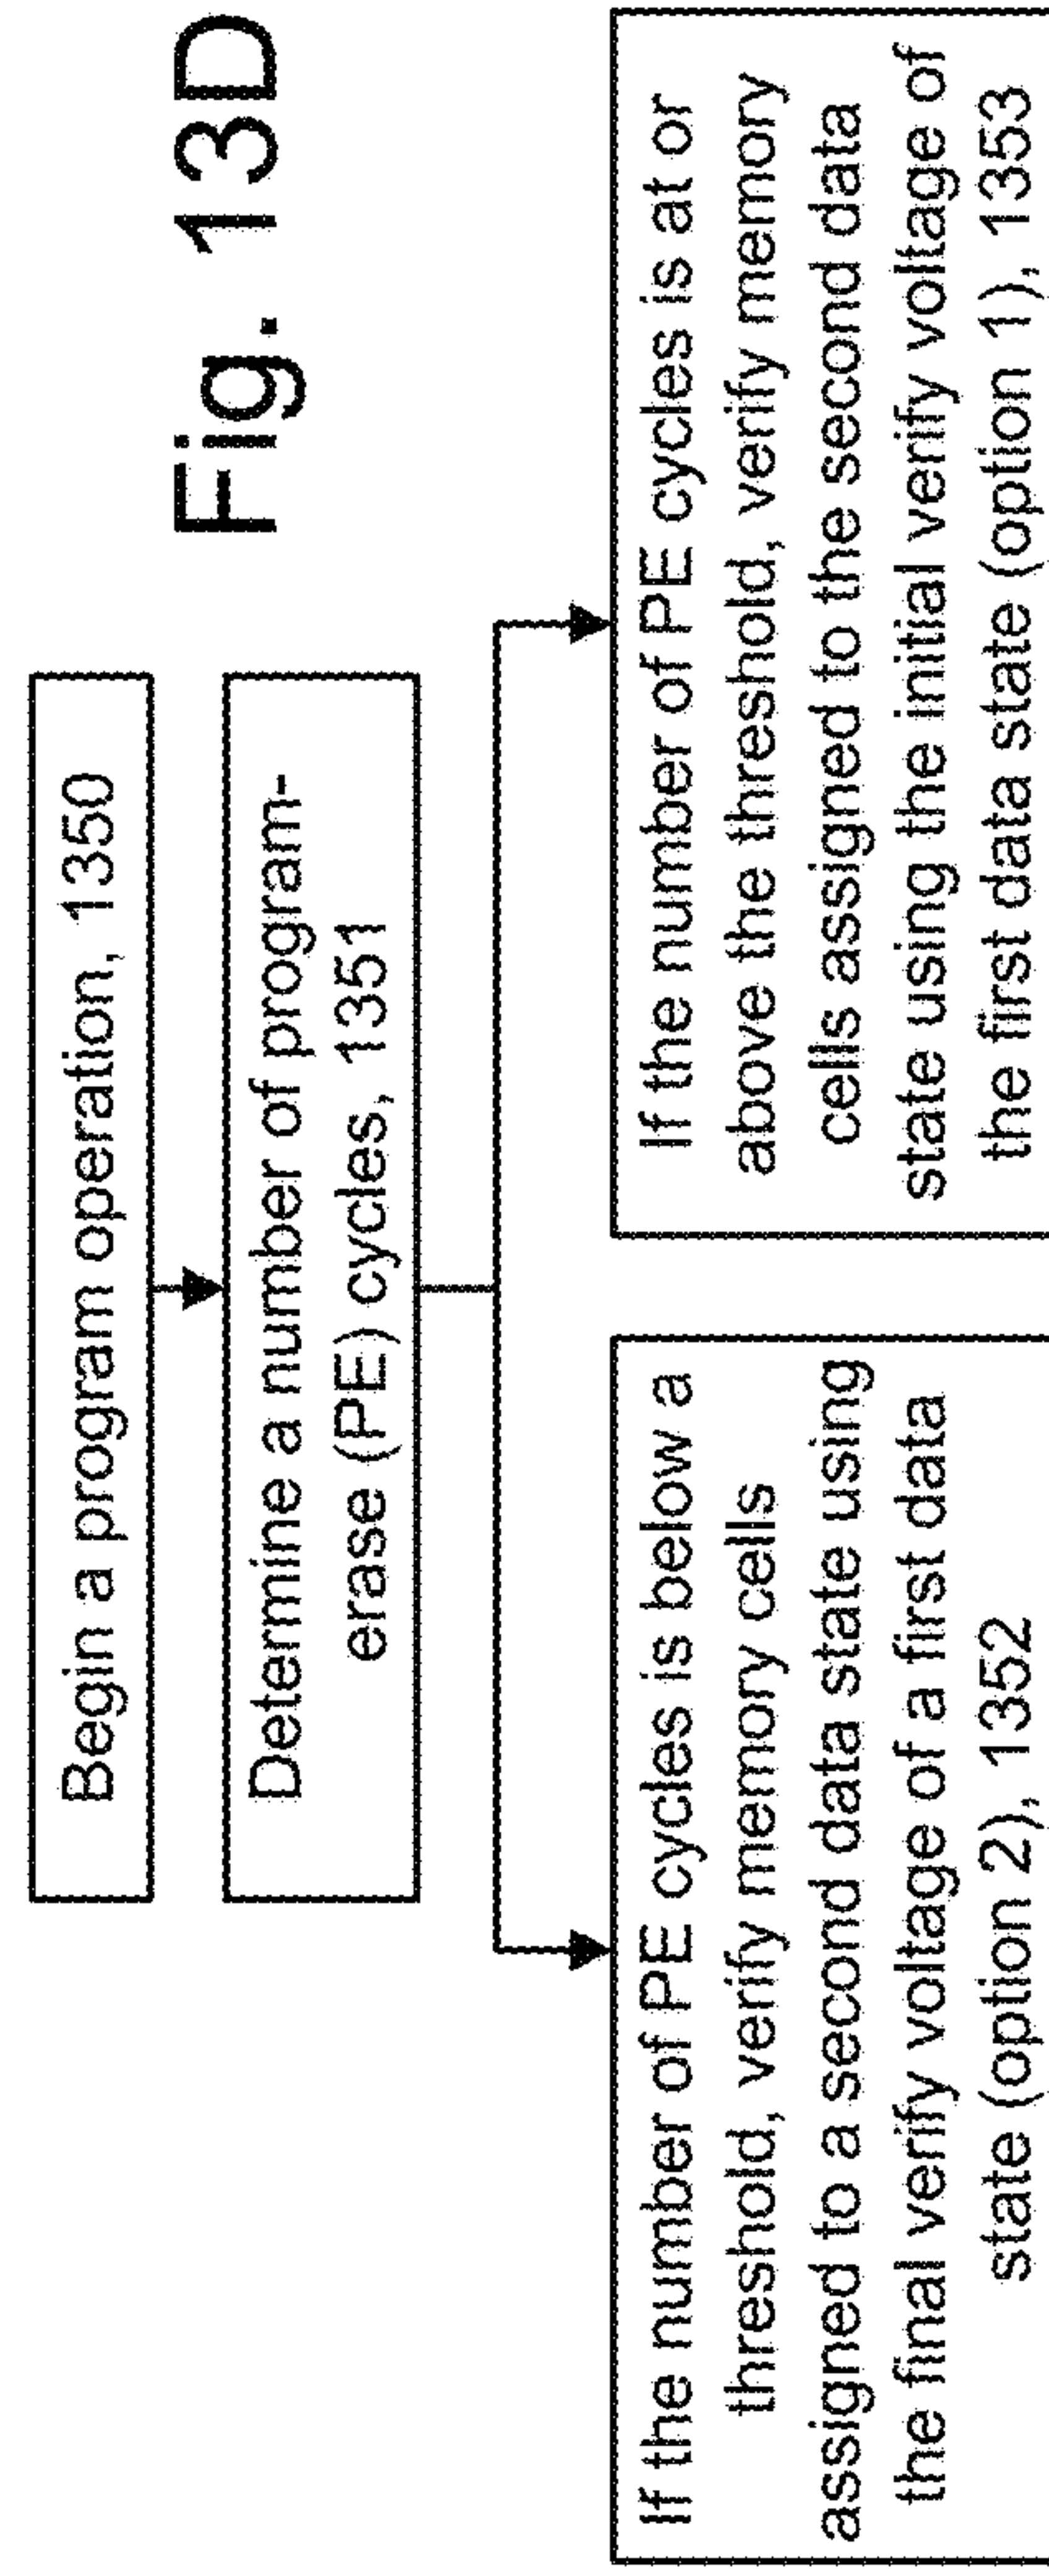 Fig. 13D
Begin a program operation, 1350
Determine a number of program-
erase (PE) cycles, 1351
If the number of PE cycles is below a
threshold, verify memory cells
assigned to a second data state using
the final verify voltage of a first data
state (option 2), 1352
If the number of PE cycles is at or
above the threshold, verify memory
cells assigned to the second data
state using the initial verify voltage of
the first data state (option 1), 1353